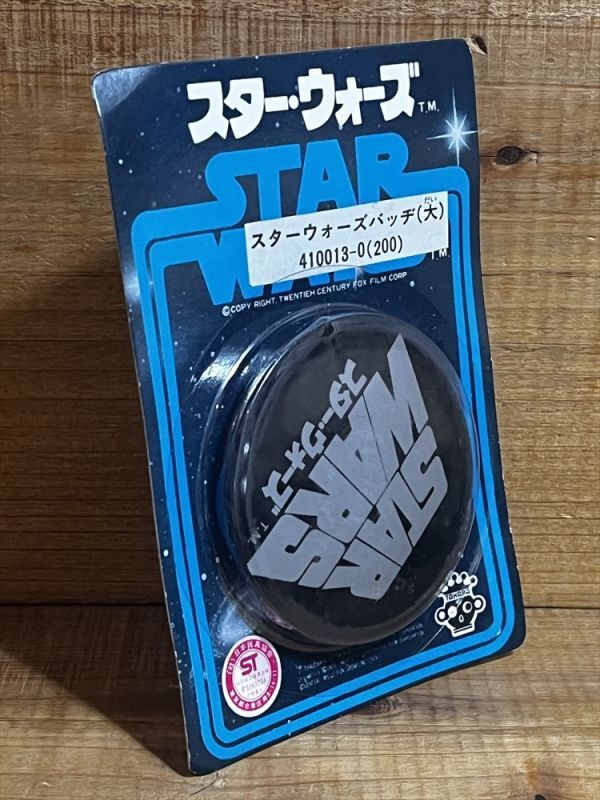 スター・ウォーズ T.M.
STAR
WARS T.M.
だい
スターウォーズバッヂ(大)
410013-0(200)
©COPY RIGHT. TWENTIETH CENTURY FOX FILM CORP
STAR
WARS
スター・ウォーズ
T.M.
TAKARA
ST